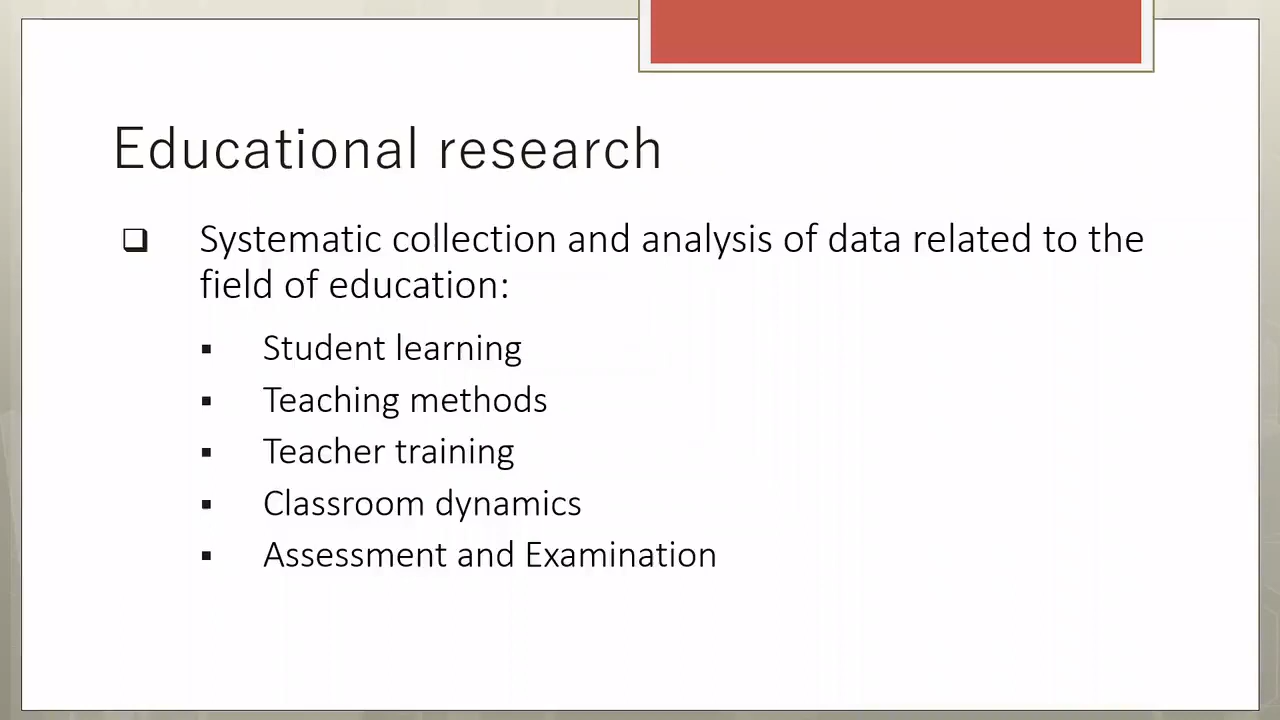 Educational research
Systematic collection and analysis of data related to the
field of education:
Student learning
Teaching methods
Teacher training
Classroom dynamics
Assessment and Examination